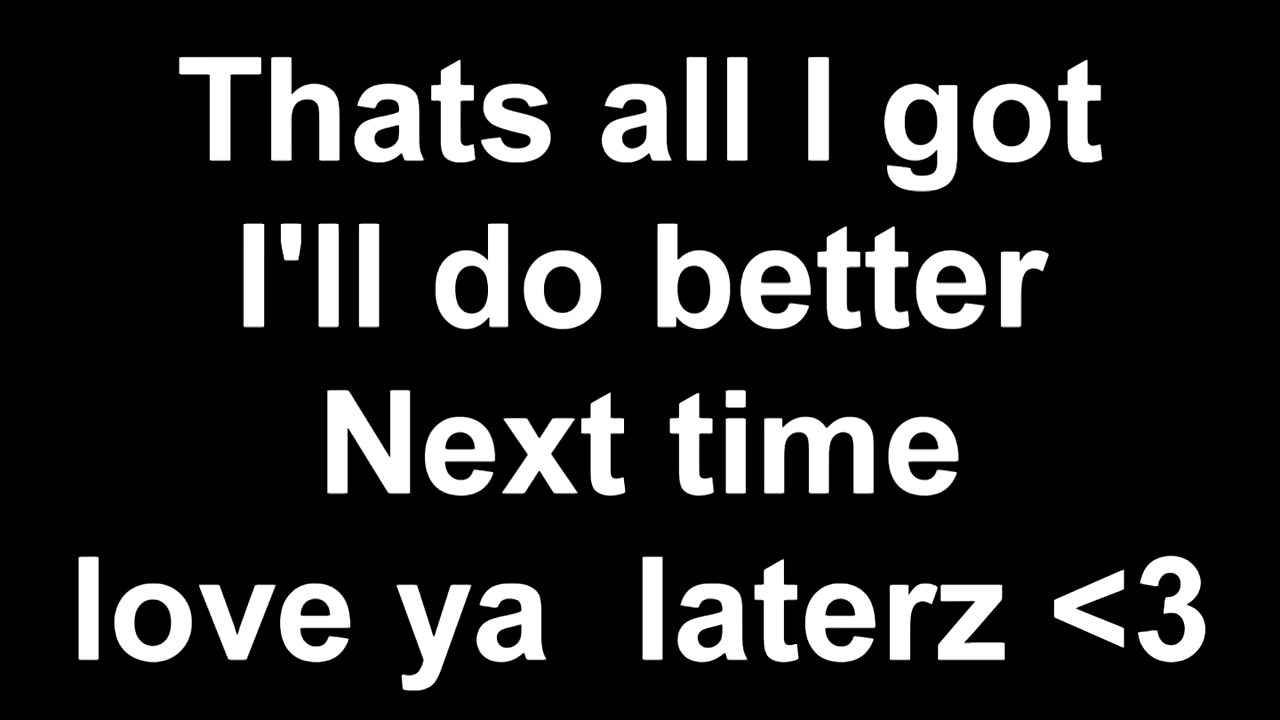 Thats all I got
I'll do better
Next time
love ya  laterz <3